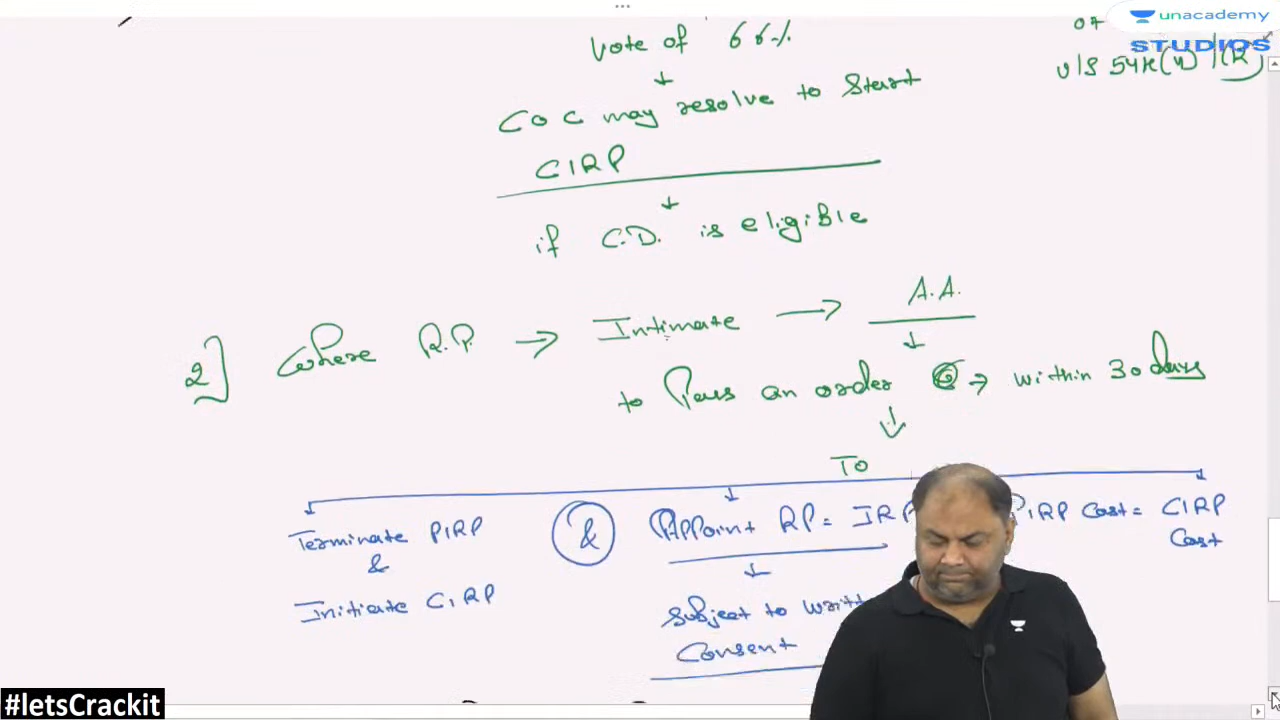 unacademy
STUDIOS
Vote of 66%
or
CoC may resolve to start
CIRP
if C.D. is eligible
2] Where R.P. → Intimate → A.A.
to Pass an order → within 30 days
To
Terminate PIRP & Appoint RP = IRP PIRP Cost = CIRP
& Cost
Initiate CIRP
Subject to
Consent
#letsCrackit